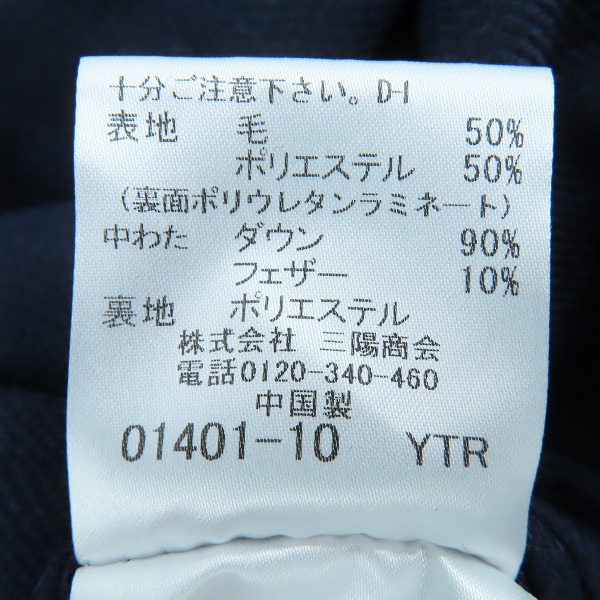 十分ご注意下さい。D-1
表地 毛 50%
ポリエステル 50%
(裏面ポリウレタンラミネート)
中わた ダウン 90%
フェザー 10%
裏地 ポリエステル
株式会社 三陽商会
電話0120-340-460
中国製
01401-10 YTR